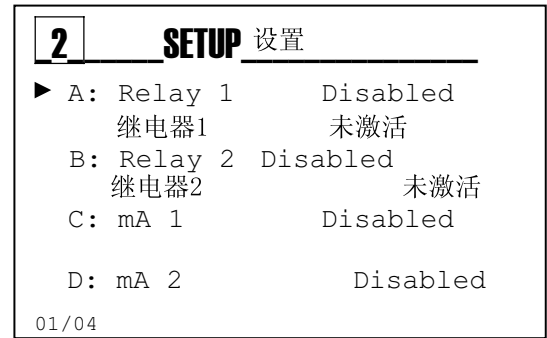 2 SETUP 设置
► A: Relay 1 Disabled
继电器1 未激活
B: Relay 2 Disabled
继电器2 未激活
C: mA 1 Disabled
D: mA 2 Disabled
01/04